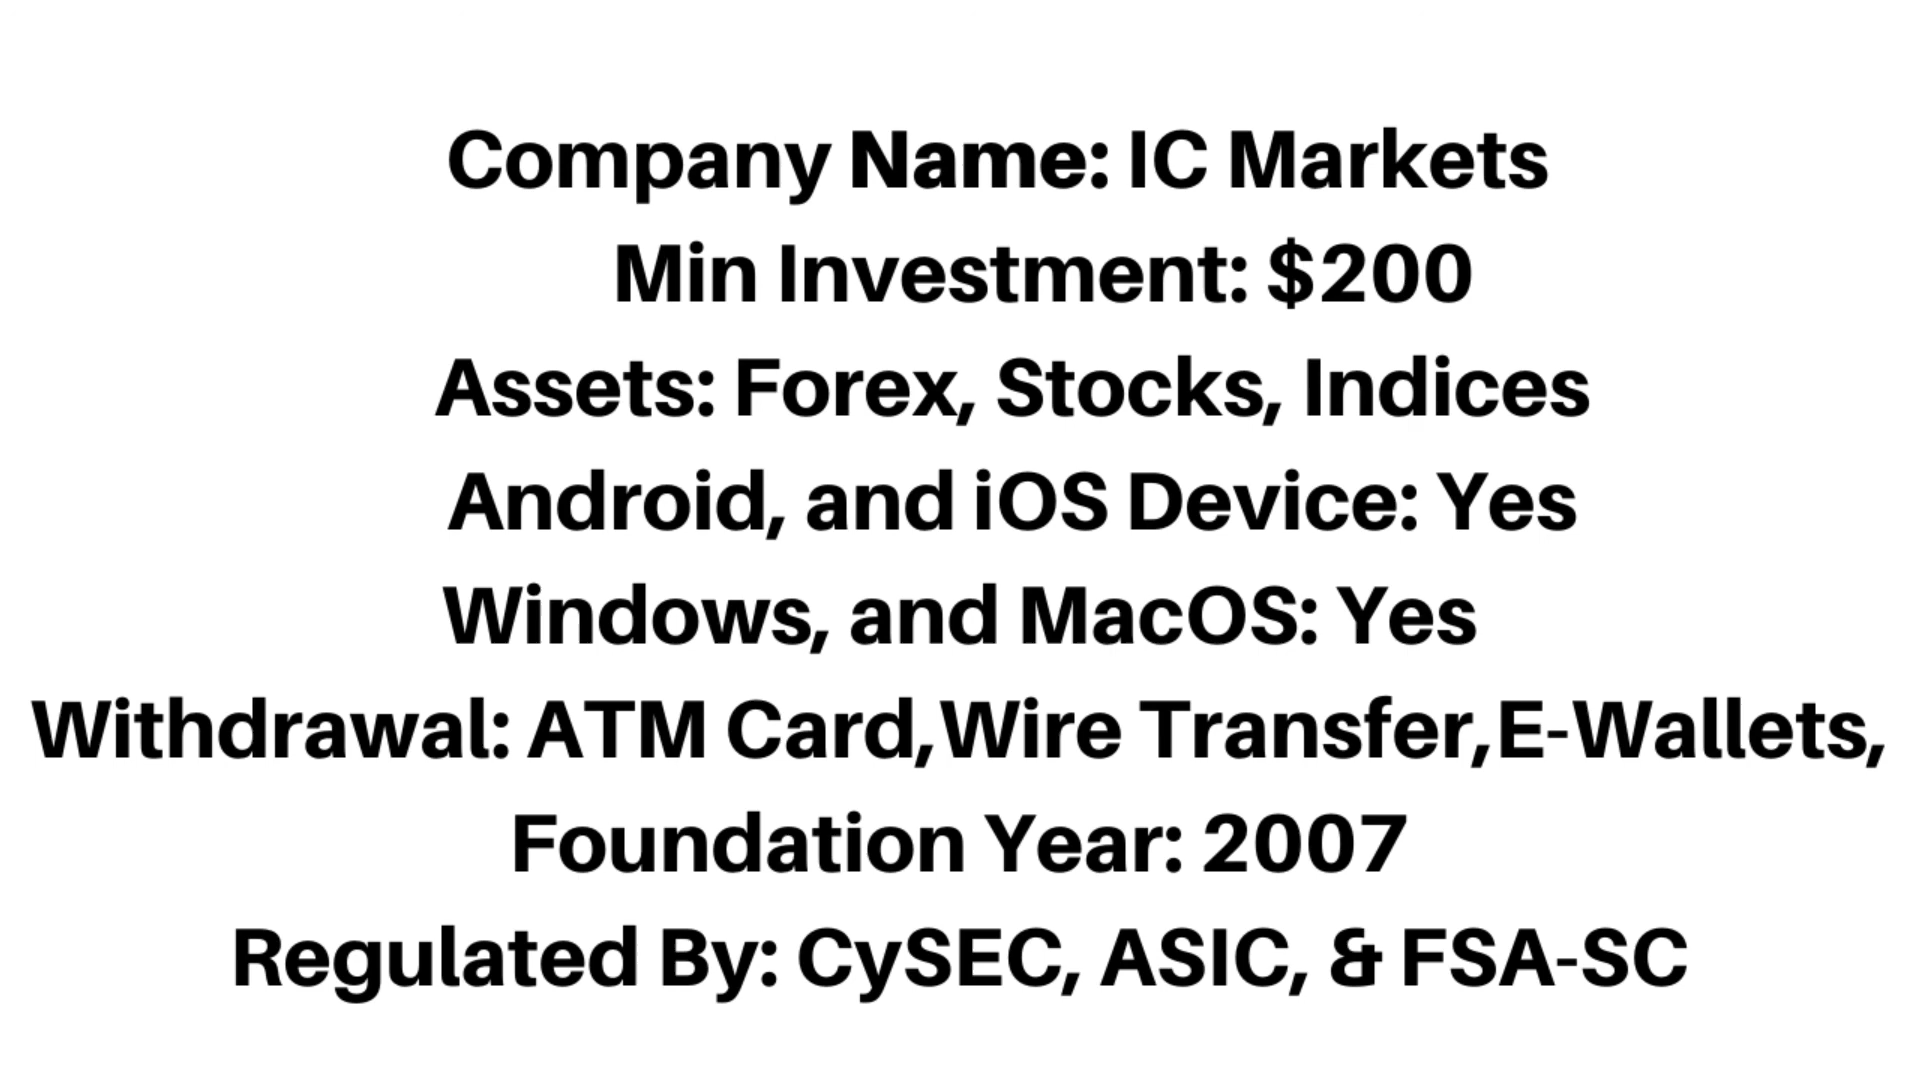 Company Name: IC Markets
Min Investment: $200
Assets: Forex, Stocks, Indices
Android, and iOS Device: Yes
Windows, and MacOS: Yes
Withdrawal: ATM Card,Wire Transfer,E-Wallets,
Foundation Year: 2007
Regulated By: CySEC, ASIC, & FSA-SC